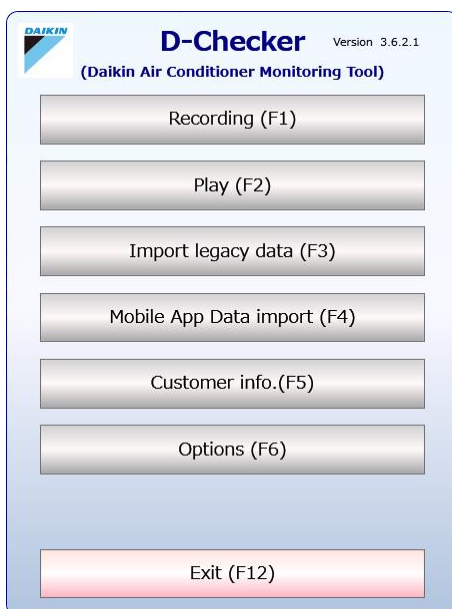 DAIKIN
D-Checker Version 3.6.2.1
(Daikin Air Conditioner Monitoring Tool)
Recording (F1)
Play (F2)
Import legacy data (F3)
Mobile App Data import (F4)
Customer info.(F5)
Options (F6)
Exit (F12)